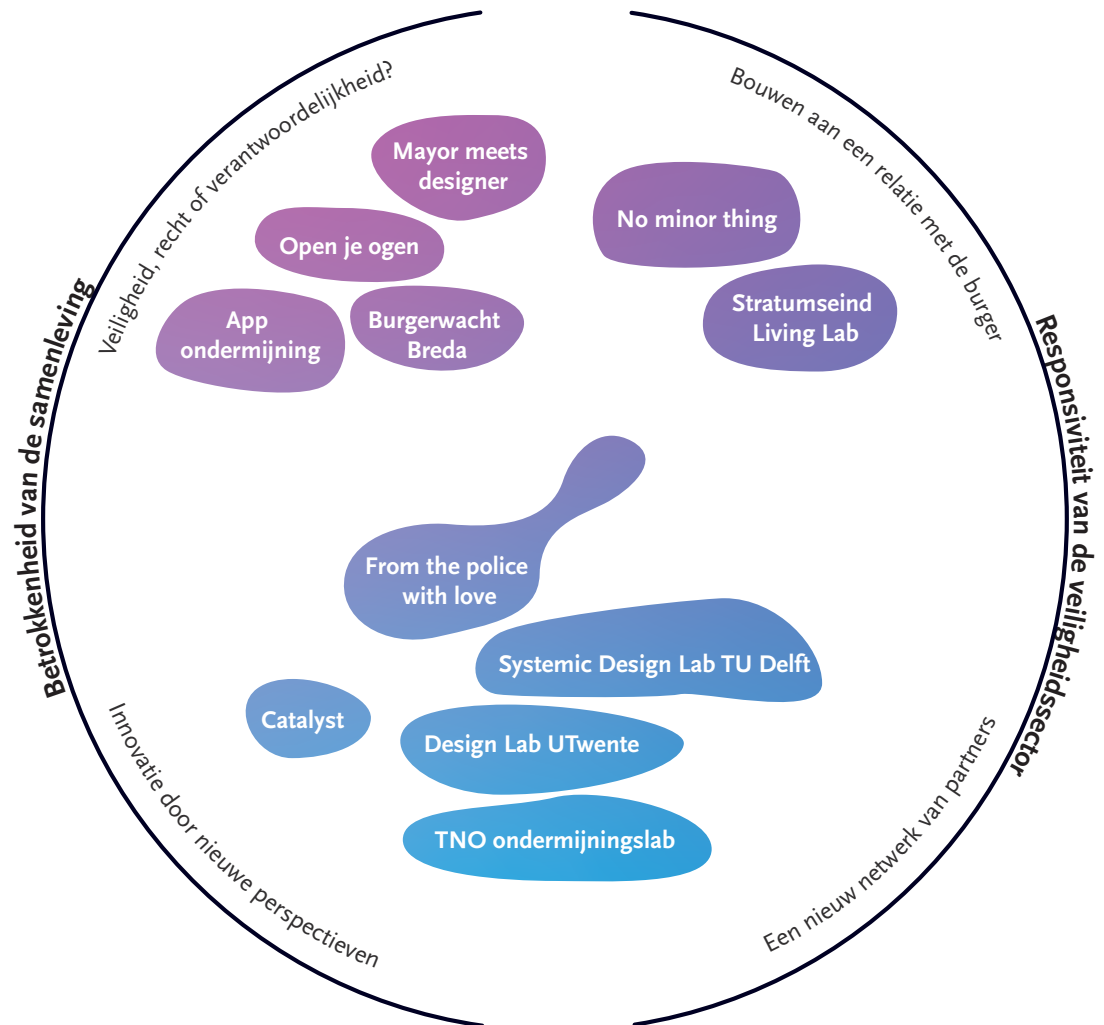 Veiligheid, recht of verantwoordelijkheid?
Bouwen aan een relatie met de burger
Mayor meets
designer
No minor thing
Open je ogen
App
ondermijning
Burgerwacht
Breda
Stratumseind
Living Lab
Betrokkenheid van de samenleving
Responsiviteit van de veiligheidssector
From the police
with love
Systemic Design Lab TU Delft
Catalyst
Design Lab UTwente
TNO ondermijningslab
Innovatie door nieuwe perspectieven
Een nieuw netwerk van partners